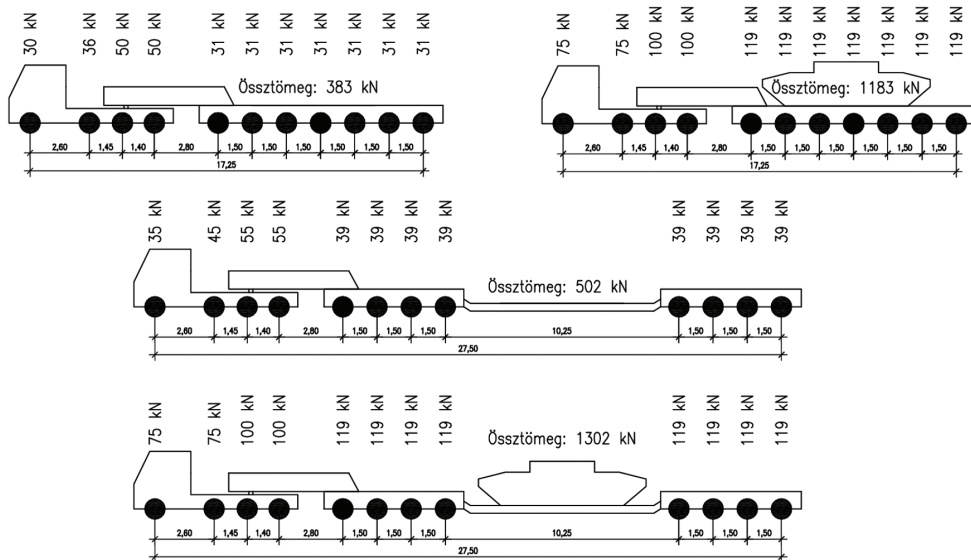 30 kN 36 kN 50 kN 50 kN 31 kN 31 kN 31 kN 31 kN 31 kN 31 kN 31 kN
Össztömeg: 383 kN
2,60 1,45 1,40 2,80 1,50 1,50 1,50 1,50 1,50 1,50
17,25
75 kN 75 kN 100 kN 100 kN 119 kN 119 kN 119 kN 119 kN 119 kN 119 kN 119 kN
Össztömeg: 1183 kN
2,60 1,45 1,40 2,80 1,50 1,50 1,50 1,50 1,50 1,50
17,25
35 kN 45 kN 55 kN 55 kN 39 kN 39 kN 39 kN 39 kN 39 kN 39 kN 39 kN 39 kN
Össztömeg: 502 kN
2,60 1,45 1,40 2,80 1,50 1,50 1,50 10,25 1,50 1,50 1,50
27,50
75 kN 75 kN 100 kN 100 kN 119 kN 119 kN 119 kN 119 kN 119 kN 119 kN 119 kN 119 kN
Össztömeg: 1302 kN
2,60 1,45 1,40 2,80 1,50 1,50 1,50 10,25 1,50 1,50 1,50
27,50